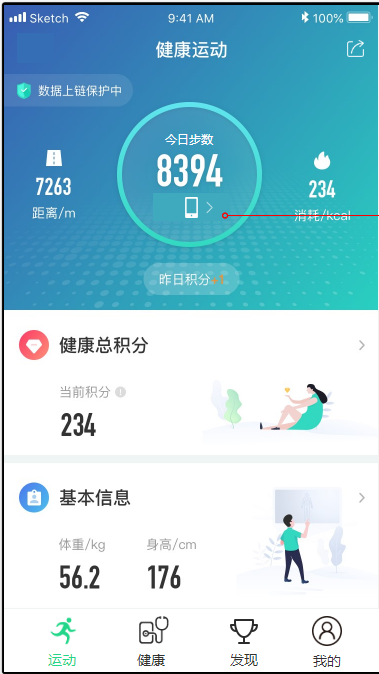 Sketch 9:41 AM 100%
健康运动
数据上链保护中
今日步数
8394
7263
距离/m
234
消耗/kcal
昨日积分+1
健康总积分
当前积分
234
基本信息
体重/kg 身高/cm
56.2 176
运动 健康 发现 我的